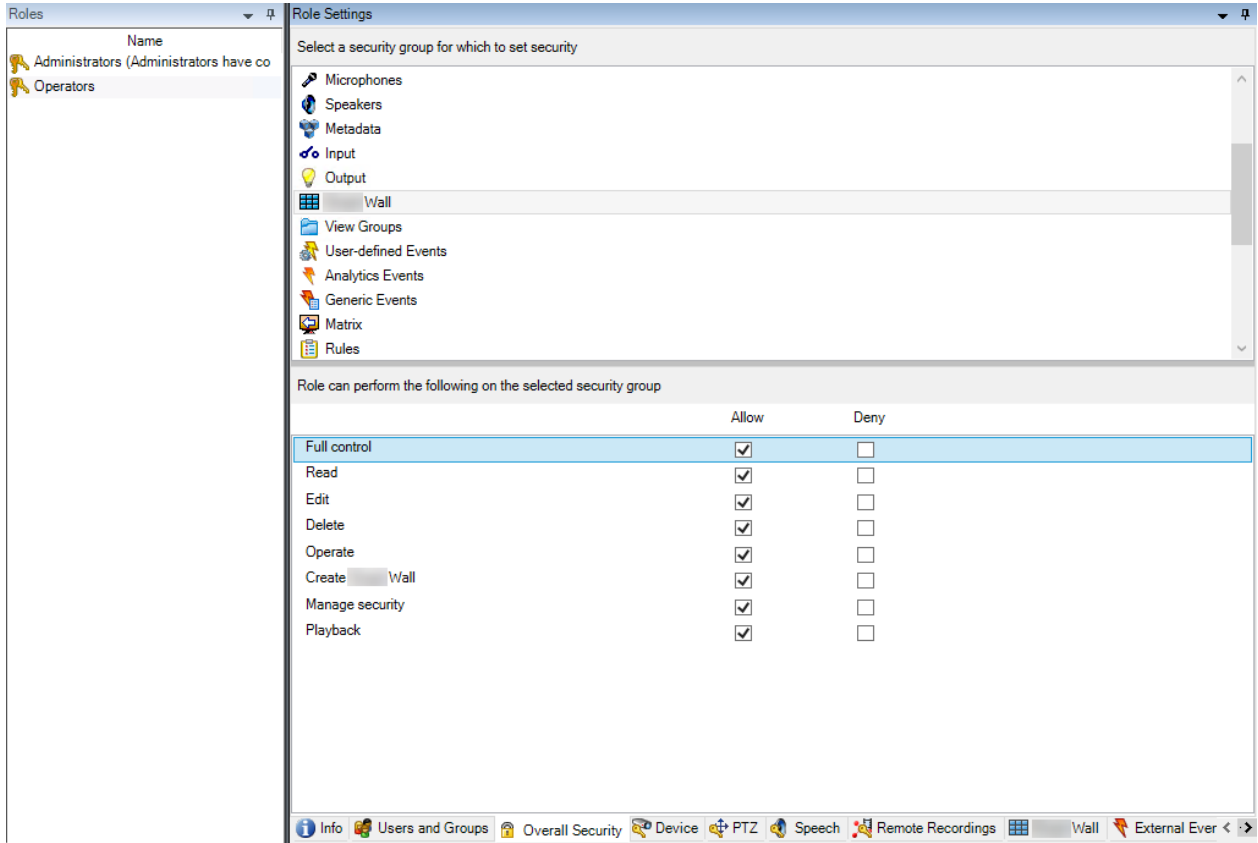 Roles
Name
Administrators (Administrators have co
Operators
Role Settings
Select a security group for which to set security
Microphones
Speakers
Metadata
Input
Output
Wall
View Groups
User-defined Events
Analytics Events
Generic Events
Matrix
Rules
Role can perform the following on the selected security group
Allow Deny
Full control
Read
Edit
Delete
Operate
Create Wall
Manage security
Playback
Info Users and Groups Overall Security Device PTZ Speech Remote Recordings Wall External Ever